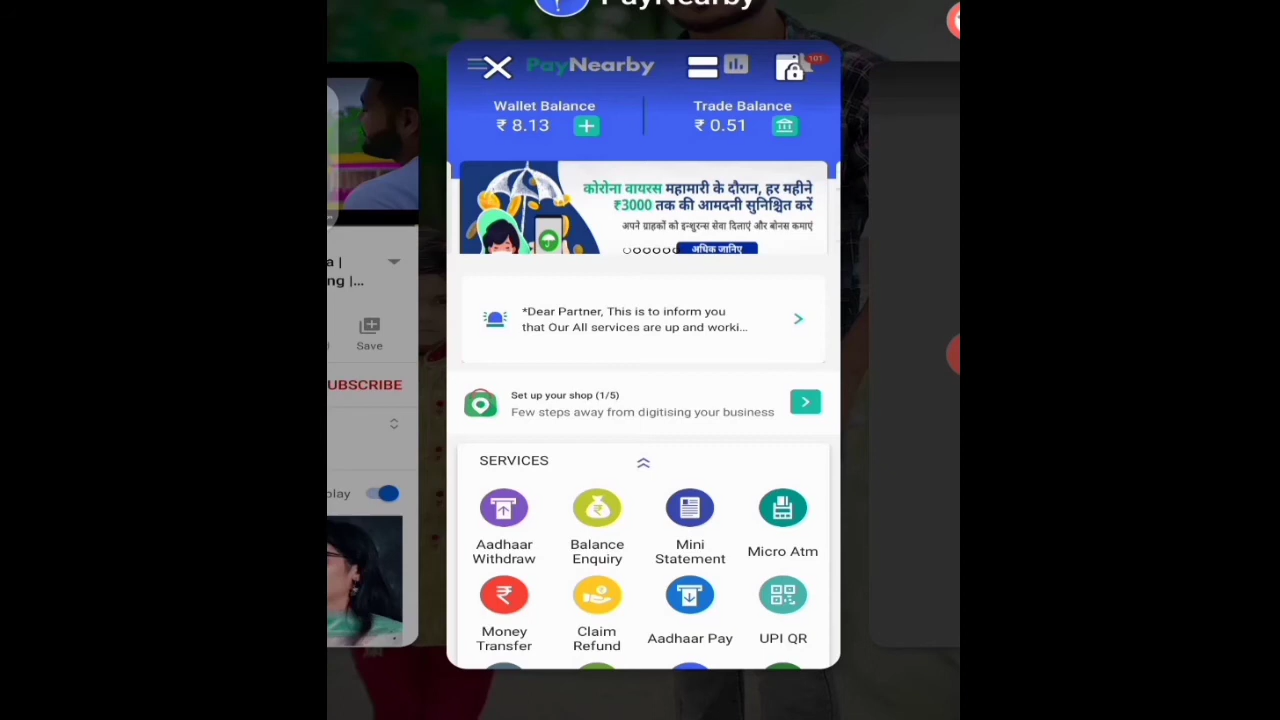 PayNearby
PayNearby
101
Wallet Balance
Trade Balance
₹ 8.13
₹ 0.51
कोरोना वायरस महामारी के दौरान, हर महीने
₹3000 तक की आमदनी सुनिश्चित करें
अपने ग्राहकों को इन्शुरन्स सेवा दिलाएं और बोनस कमाएं
अधिक जानिए
*Dear Partner, This is to inform you
that Our All services are up and worki...
Set up your shop (1/5)
Few steps away from digitising your business
SERVICES
Aadhaar
Withdraw
Balance
Enquiry
Mini
Statement
Micro Atm
Money
Transfer
Claim
Refund
Aadhaar Pay
UPI QR
a |
ng |...
Save
UBSCRIBE
play